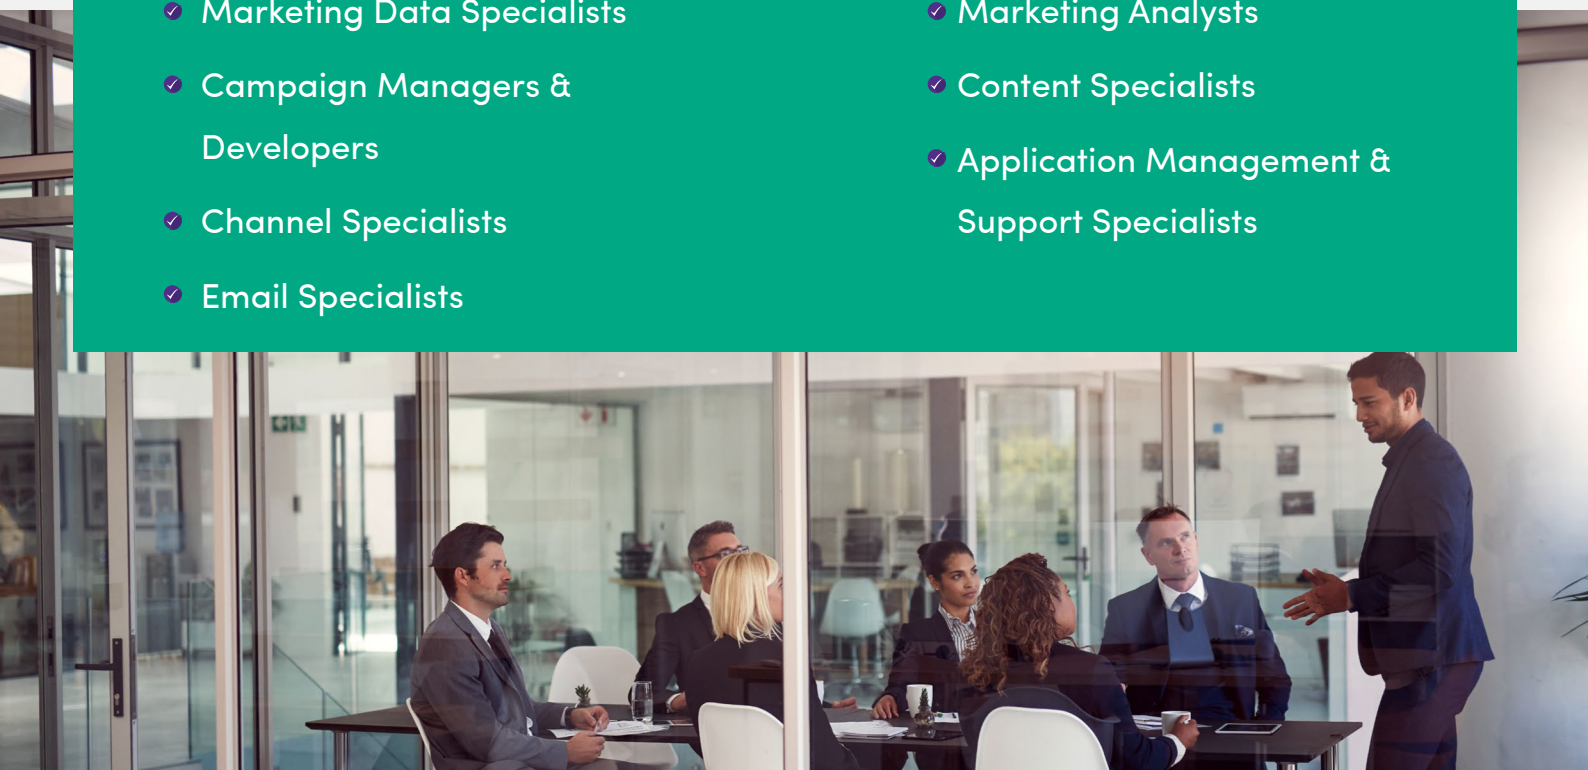 Marketing Data Specialists
Campaign Managers &
Developers
Channel Specialists
Email Specialists
Marketing Analysts
Content Specialists
Application Management &
Support Specialists